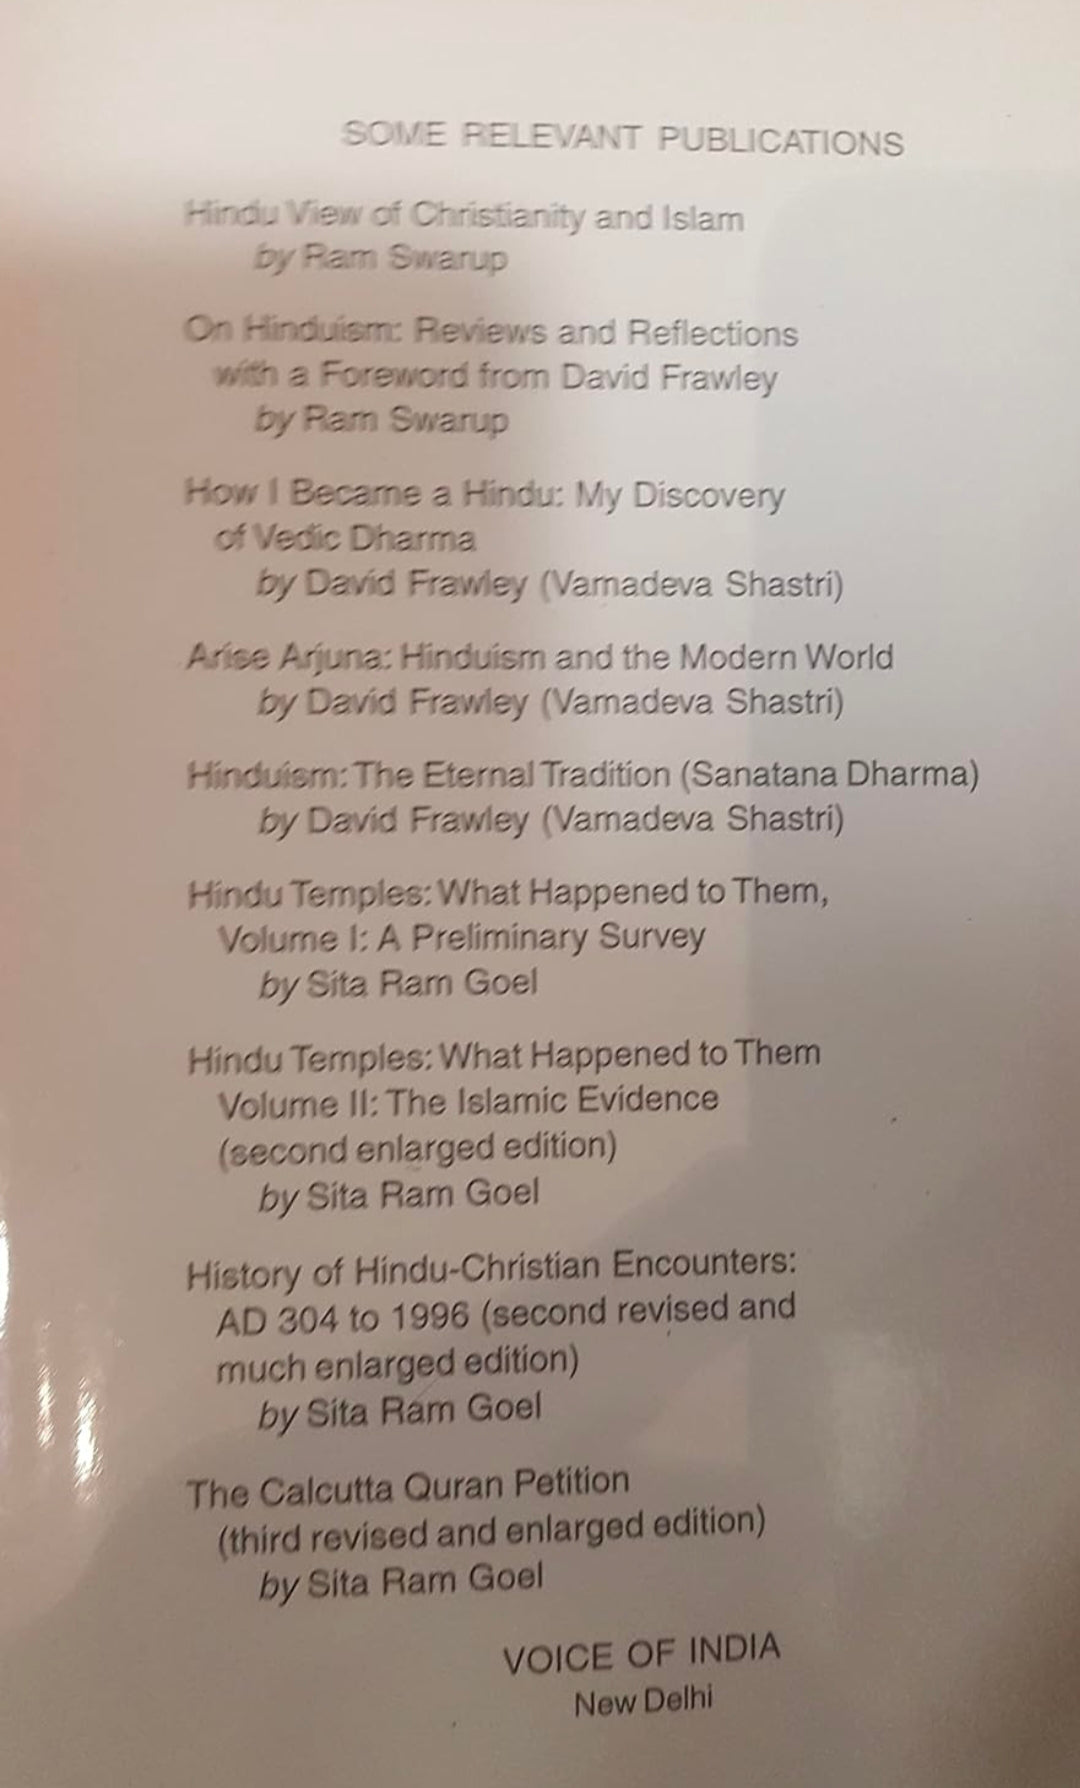 SOME RELEVANT PUBLICATIONS
Hindu View of Christianity and Islam
by Ram Swarup
On Hinduism: Reviews and Reflections
with a Foreword from David Frawley
by Ram Swarup
How I Became a Hindu: My Discovery
of Vedic Dharma
by David Frawley (Vamadeva Shastri)
Arise Arjuna: Hinduism and the Modern World
by David Frawley (Vamadeva Shastri)
Hinduism: The Eternal Tradition (Sanatana Dharma)
by David Frawley (Vamadeva Shastri)
Hindu Temples: What Happened to Them,
Volume I: A Preliminary Survey
by Sita Ram Goel
Hindu Temples: What Happened to Them
Volume II: The Islamic Evidence
(second enlarged edition)
by Sita Ram Goel
History of Hindu-Christian Encounters:
AD 304 to 1996 (second revised and
much enlarged edition)
by Sita Ram Goel
The Calcutta Quran Petition
(third revised and enlarged edition)
by Sita Ram Goel
VOICE OF INDIA
New Delhi